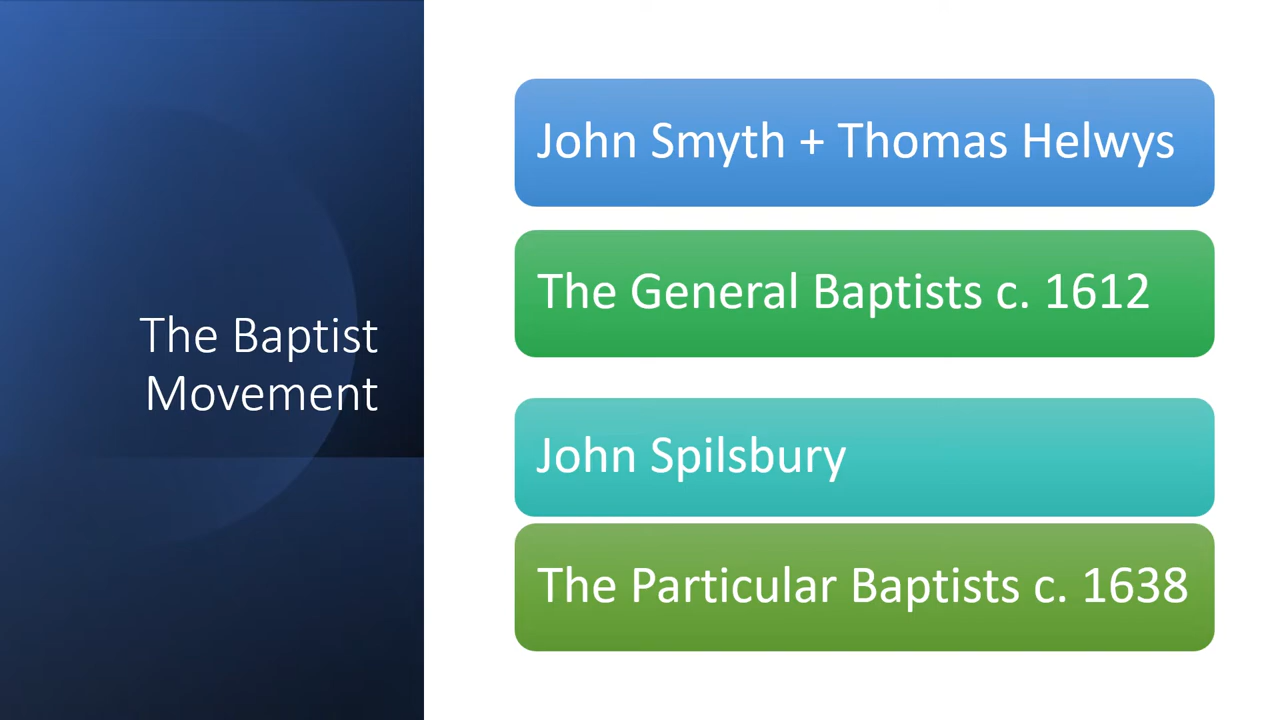 The Baptist
Movement
John Smyth + Thomas Helwys
The General Baptists c. 1612
John Spilsbury
The Particular Baptists c. 1638